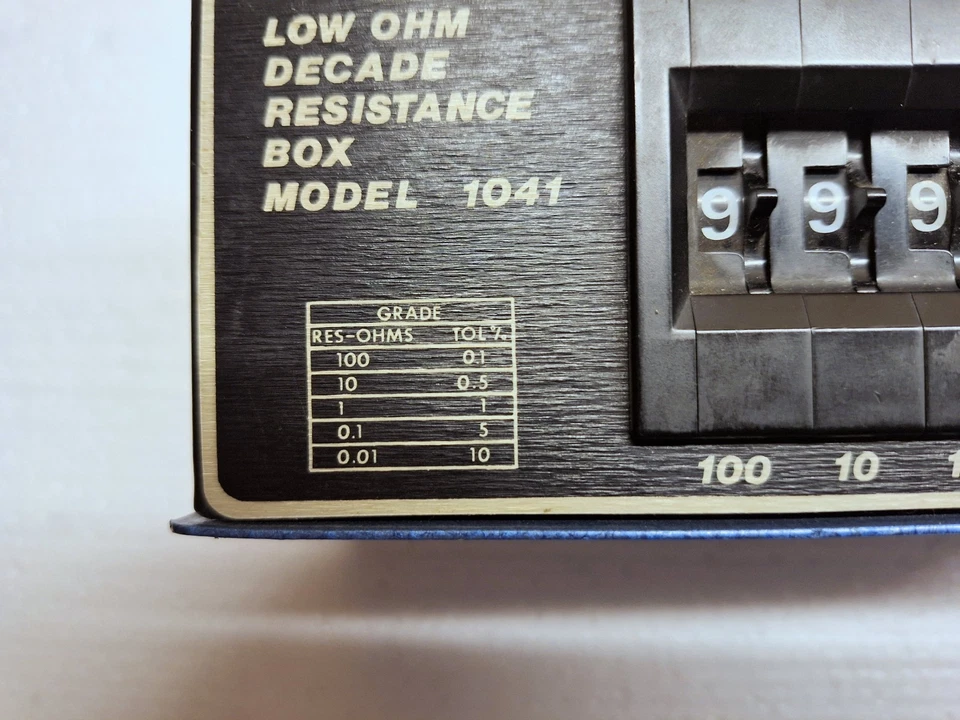 LOW OHM
DECADE
RESISTANCE
BOX
MODEL 1041
9 9 9
GRADE
RES-OHMS TOL %
100 0.1
10 0.5
1 1
0.1 5
0.01 10
100 10 1